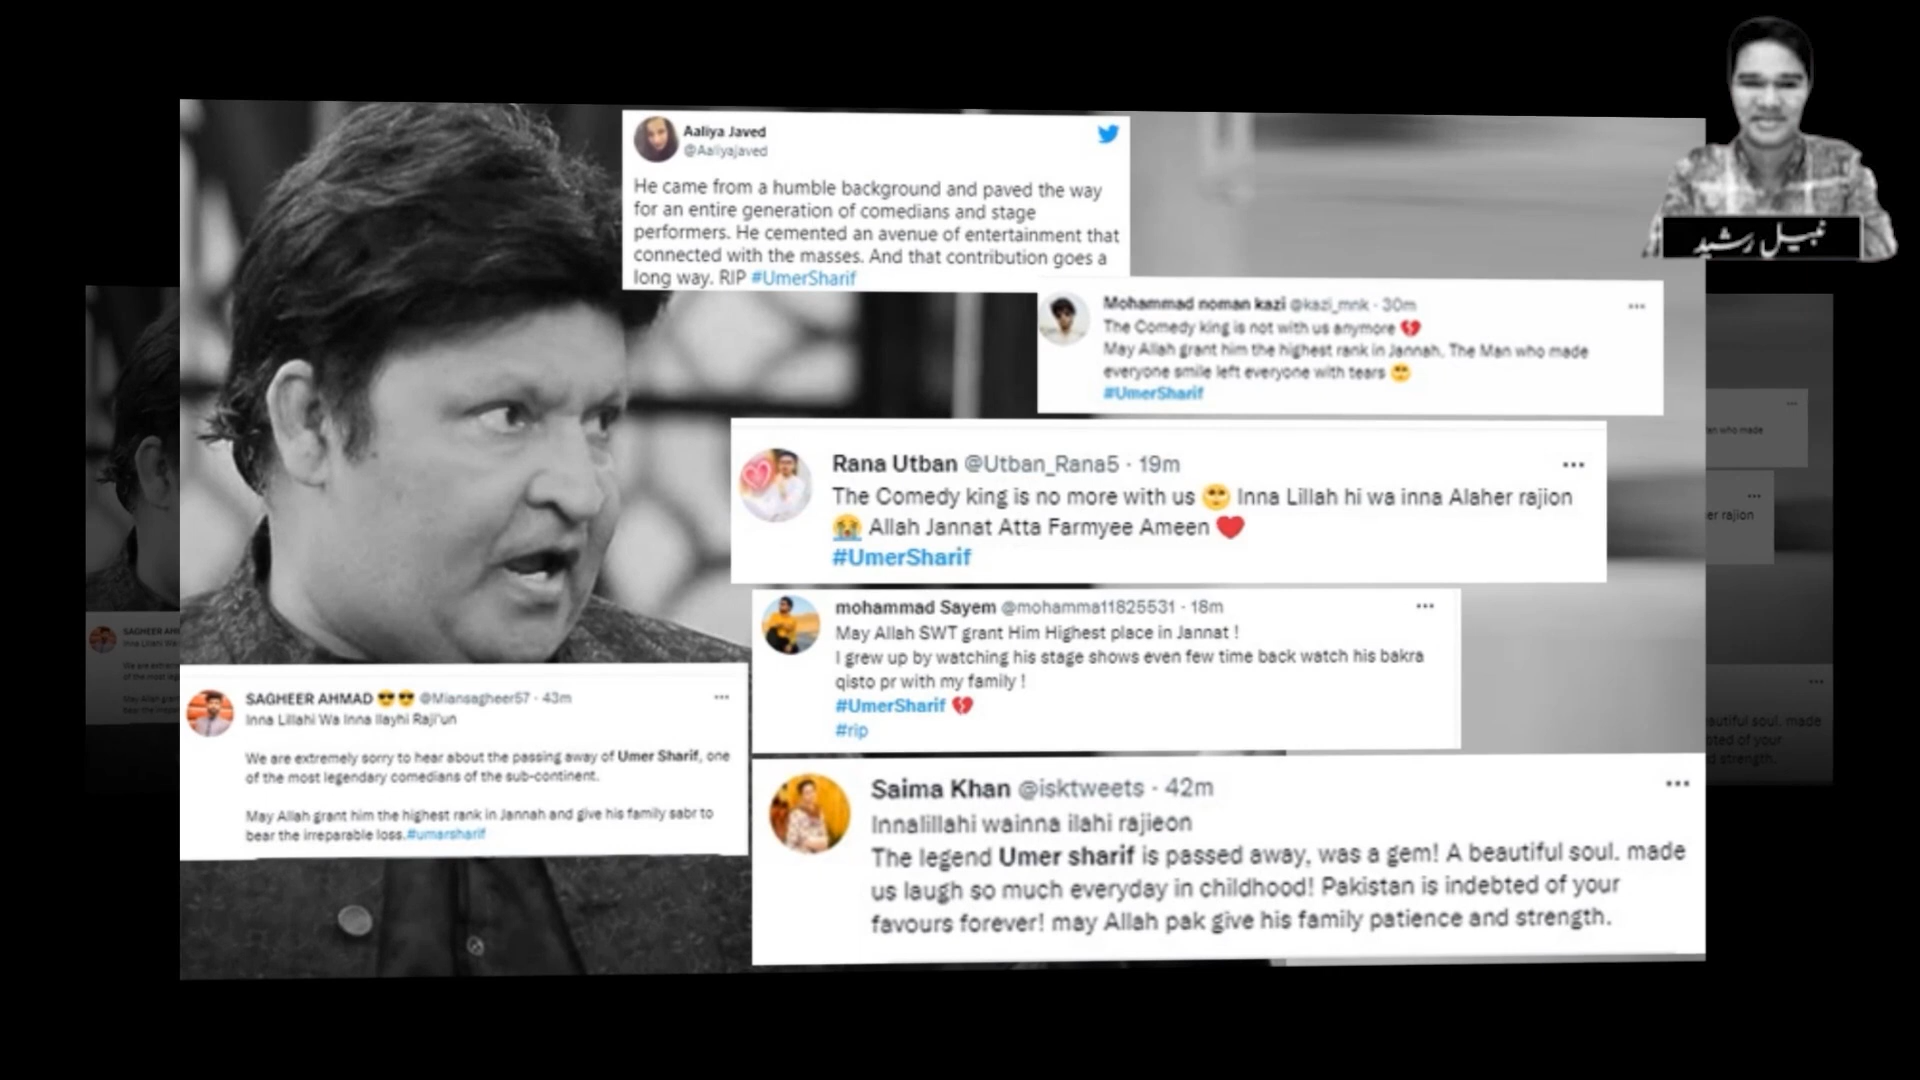 Aaliya Javed
@Aaliyajaved
He came from a humble background and paved the way
for an entire generation of comedians and stage
performers. He cemented an avenue of entertainment that
connected with the masses. And that contribution goes a
long way. RIP #UmerSharif
نبیل رشید
Mohammad noman kazi @kazi_mnk · 30m
The Comedy king is not with us anymore 💔
May Allah grant him the highest rank in Jannah. The Man who made
everyone smile left everyone with tears 🥺
#UmerSharif
Rana Utban @Utban_Rana5 · 19m
The Comedy king is no more with us 🥺 Inna Lillah hi wa inna Alaher rajion
😭 Allah Jannat Atta Farmyee Ameen ❤️
#UmerSharif
mohammad Sayem @mohamma11825531 · 18m
May Allah SWT grant Him Highest place in Jannat !
I grew up by watching his stage shows even few time back watch his bakra
qisto pr with my family !
#UmerSharif 💔
#rip
SAGHEER AHMAD 😎😎 @Miansagheer57 · 43m
Inna Lillahi Wa Inna Ilayhi Raji'un
We are extremely sorry to hear about the passing away of Umer Sharif, one
of the most legendary comedians of the sub-continent.
May Allah grant him the highest rank in Jannah and give his family sabr to
bear the irreparable loss.#umarsharif
Saima Khan @isktweets · 42m
Innalillahi wainna ilahi rajieon
The legend Umer sharif is passed away, was a gem! A beautiful soul. made
us laugh so much everyday in childhood! Pakistan is indebted of your
favours forever! may Allah pak give his family patience and strength.